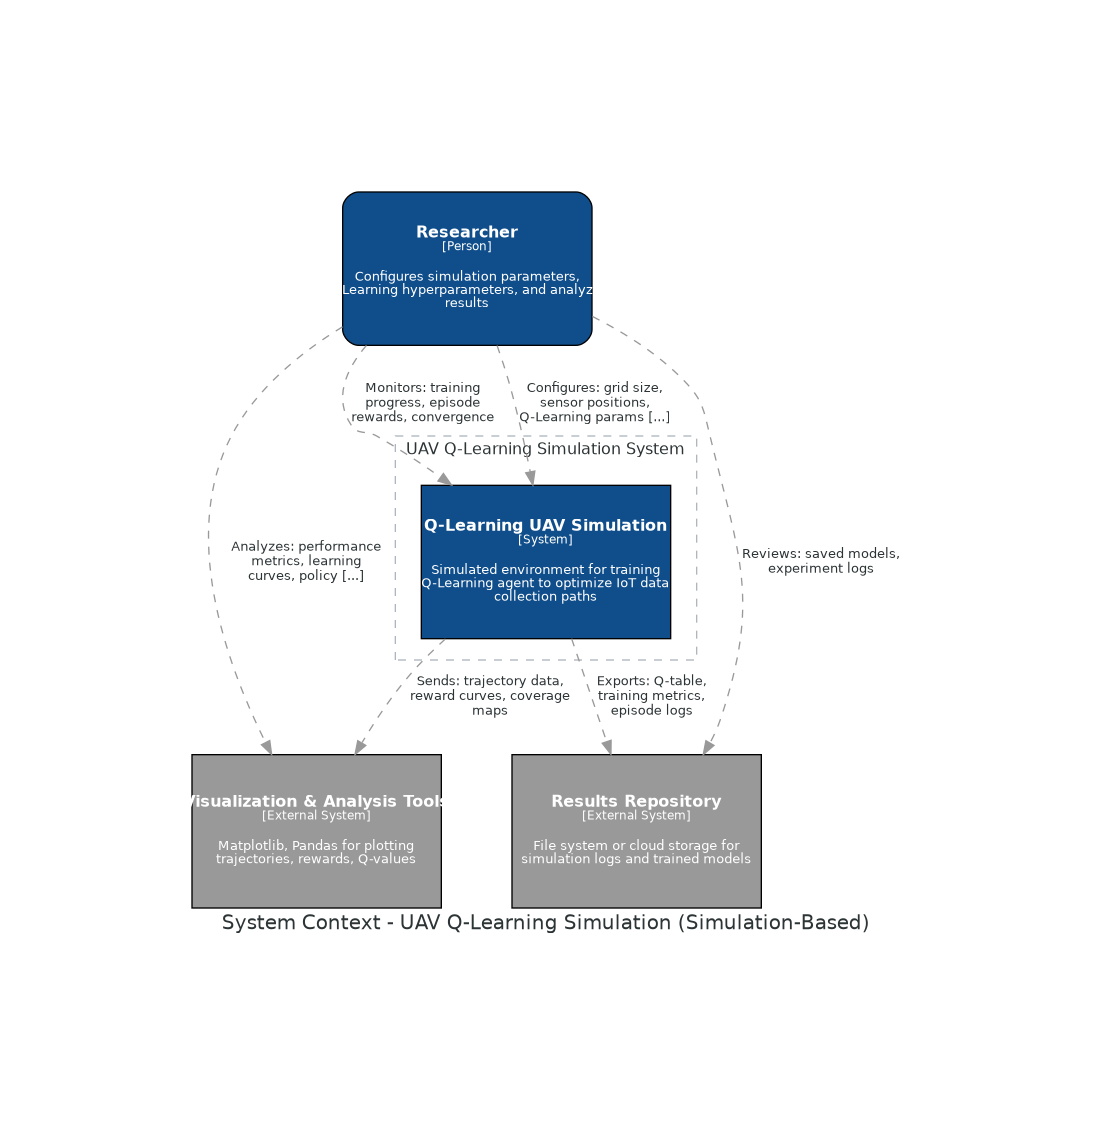 Researcher
[Person]
Configures simulation parameters,
Learning hyperparameters, and analyz
results
Monitors: training
progress, episode
rewards, convergence
Configures: grid size,
sensor positions,
Q-Learning params [...]
UAV Q-Learning Simulation System
Q-Learning UAV Simulation
[System]
Simulated environment for training
Q-Learning agent to optimize IoT data
collection paths
Analyzes: performance
metrics, learning
curves, policy [...]
Reviews: saved models,
experiment logs
Sends: trajectory data,
reward curves, coverage
maps
Exports: Q-table,
training metrics,
episode logs
Visualization & Analysis Tools
[External System]
Matplotlib, Pandas for plotting
trajectories, rewards, Q-values
Results Repository
[External System]
File system or cloud storage for
simulation logs and trained models
System Context - UAV Q-Learning Simulation (Simulation-Based)